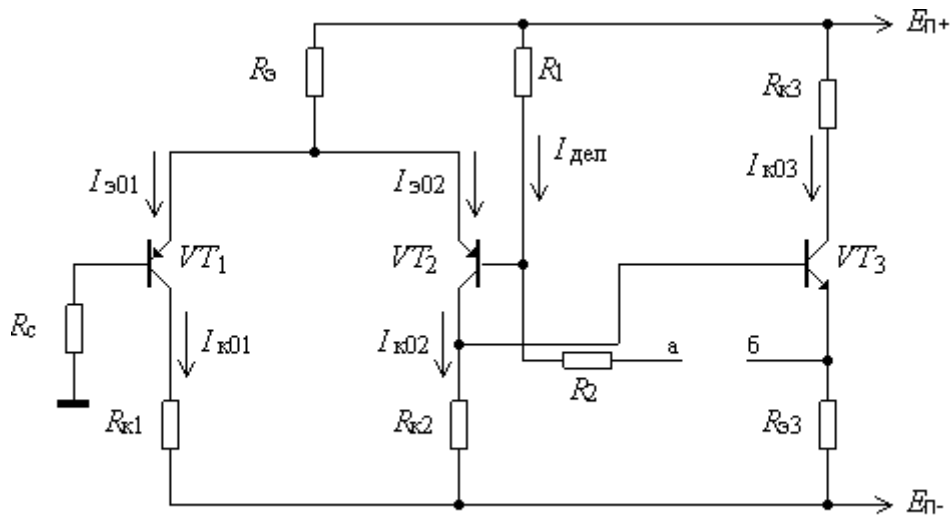 Eп+
Rэ
R1
Rк3
Iэ01
Iэ02
Iдел
Iк03
VT1
VT2
VT3
Rс
Iк01
Iк02
а
б
R2
Rк1
Rк2
Rэ3
Eп-